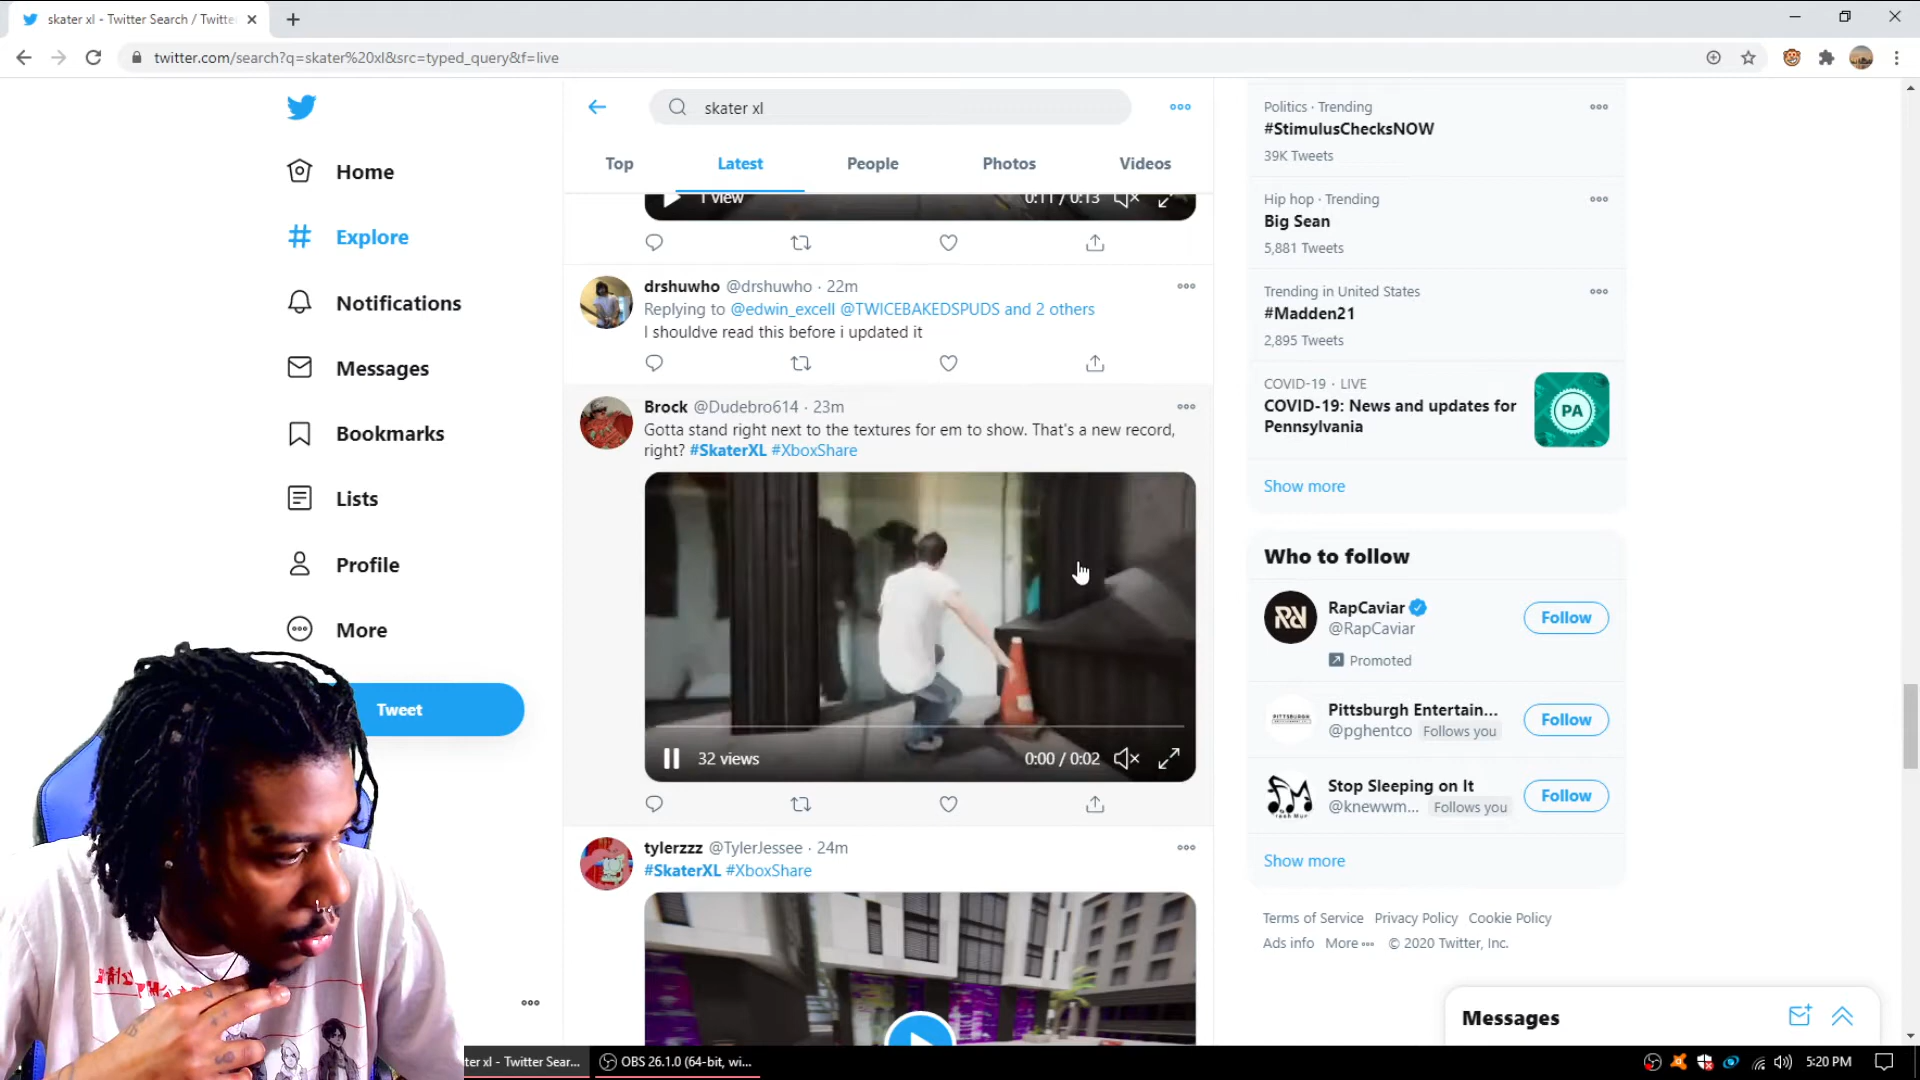 skater xl - Twitter Search / Twitte
twitter.com/search?q=skater%20xl&src=typed_query&f=live
skater xl
Top
Latest
People
Photos
Videos
Home
Explore
Notifications
Messages
Bookmarks
Lists
Profile
More
Tweet
1 view
0:11 / 0:13
drshuwho @drshuwho · 22m
Replying to @edwin_excell @TWICEBAKEDSPUDS and 2 others
I shouldve read this before i updated it
Brock @Dudebro614 · 23m
Gotta stand right next to the textures for em to show. That's a new record,
right? #SkaterXL #XboxShare
32 views
0:00 / 0:02
tylerzzz @TylerJessee · 24m
#SkaterXL #XboxShare
Politics · Trending
#StimulusChecksNOW
39K Tweets
Hip hop · Trending
Big Sean
5,881 Tweets
Trending in United States
#Madden21
2,895 Tweets
COVID-19 · LIVE
COVID-19: News and updates for
Pennsylvania
PA
Show more
Who to follow
RapCaviar
@RapCaviar
Promoted
Follow
Pittsburgh Entertain...
@pghentco Follows you
Follow
Stop Sleeping on It
@knewwm... Follows you
Follow
Show more
Terms of Service Privacy Policy Cookie Policy
Ads info More © 2020 Twitter, Inc.
Messages
ter xl - Twitter Sear...
OBS 26.1.0 (64-bit, wi...
5:20 PM